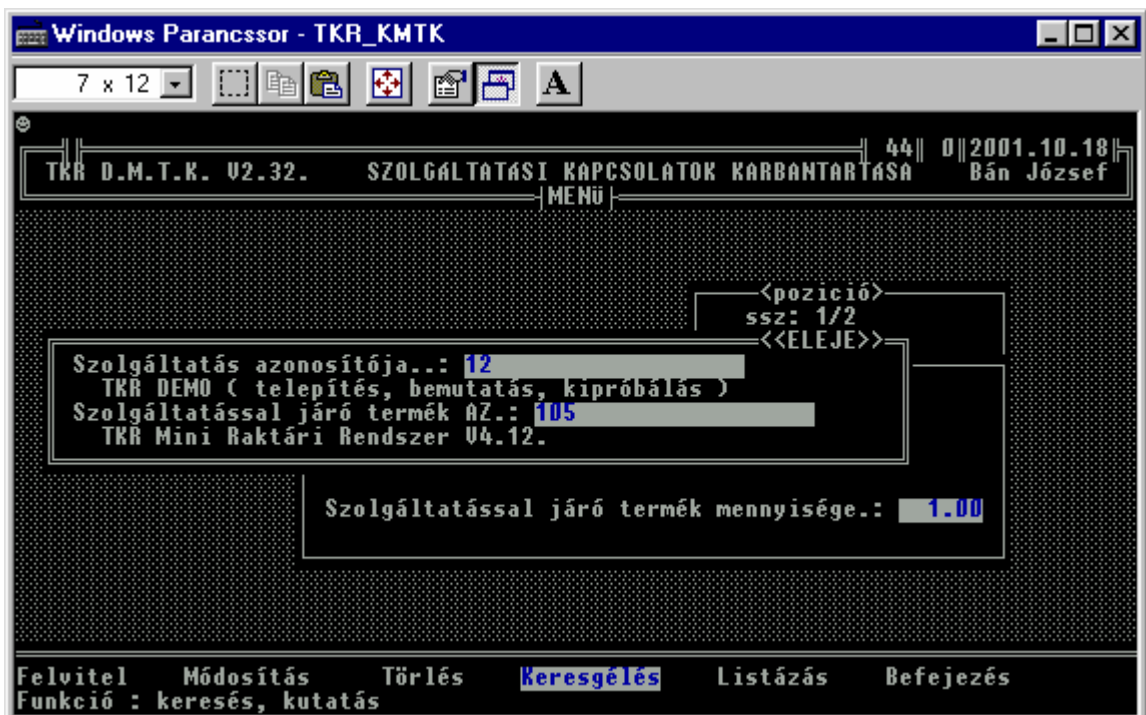 Windows Parancssor - TKR_KMTK
7 x 12
A
44 0 2001.10.18
TKR D.M.T.K. V2.32. SZOLGáLTATáSI KAPCSOLATOK KARBANTARTáSA Bán József
MENü
<pozició>
ssz: 1/2
<<ELEJE>>
Szolgáltatás azonosítója..: 12
TKR DEMO ( telepítés, bemutatás, kipróbálás )
Szolgáltatással járó termék AZ.: 105
TKR Mini Raktári Rendszer V4.12.
Szolgáltatással járó termék mennyisége.: 1.00
Felvitel Módosítás Törlés Keresgélés Listázás Befejezés
Funkció : keresés, kutatás